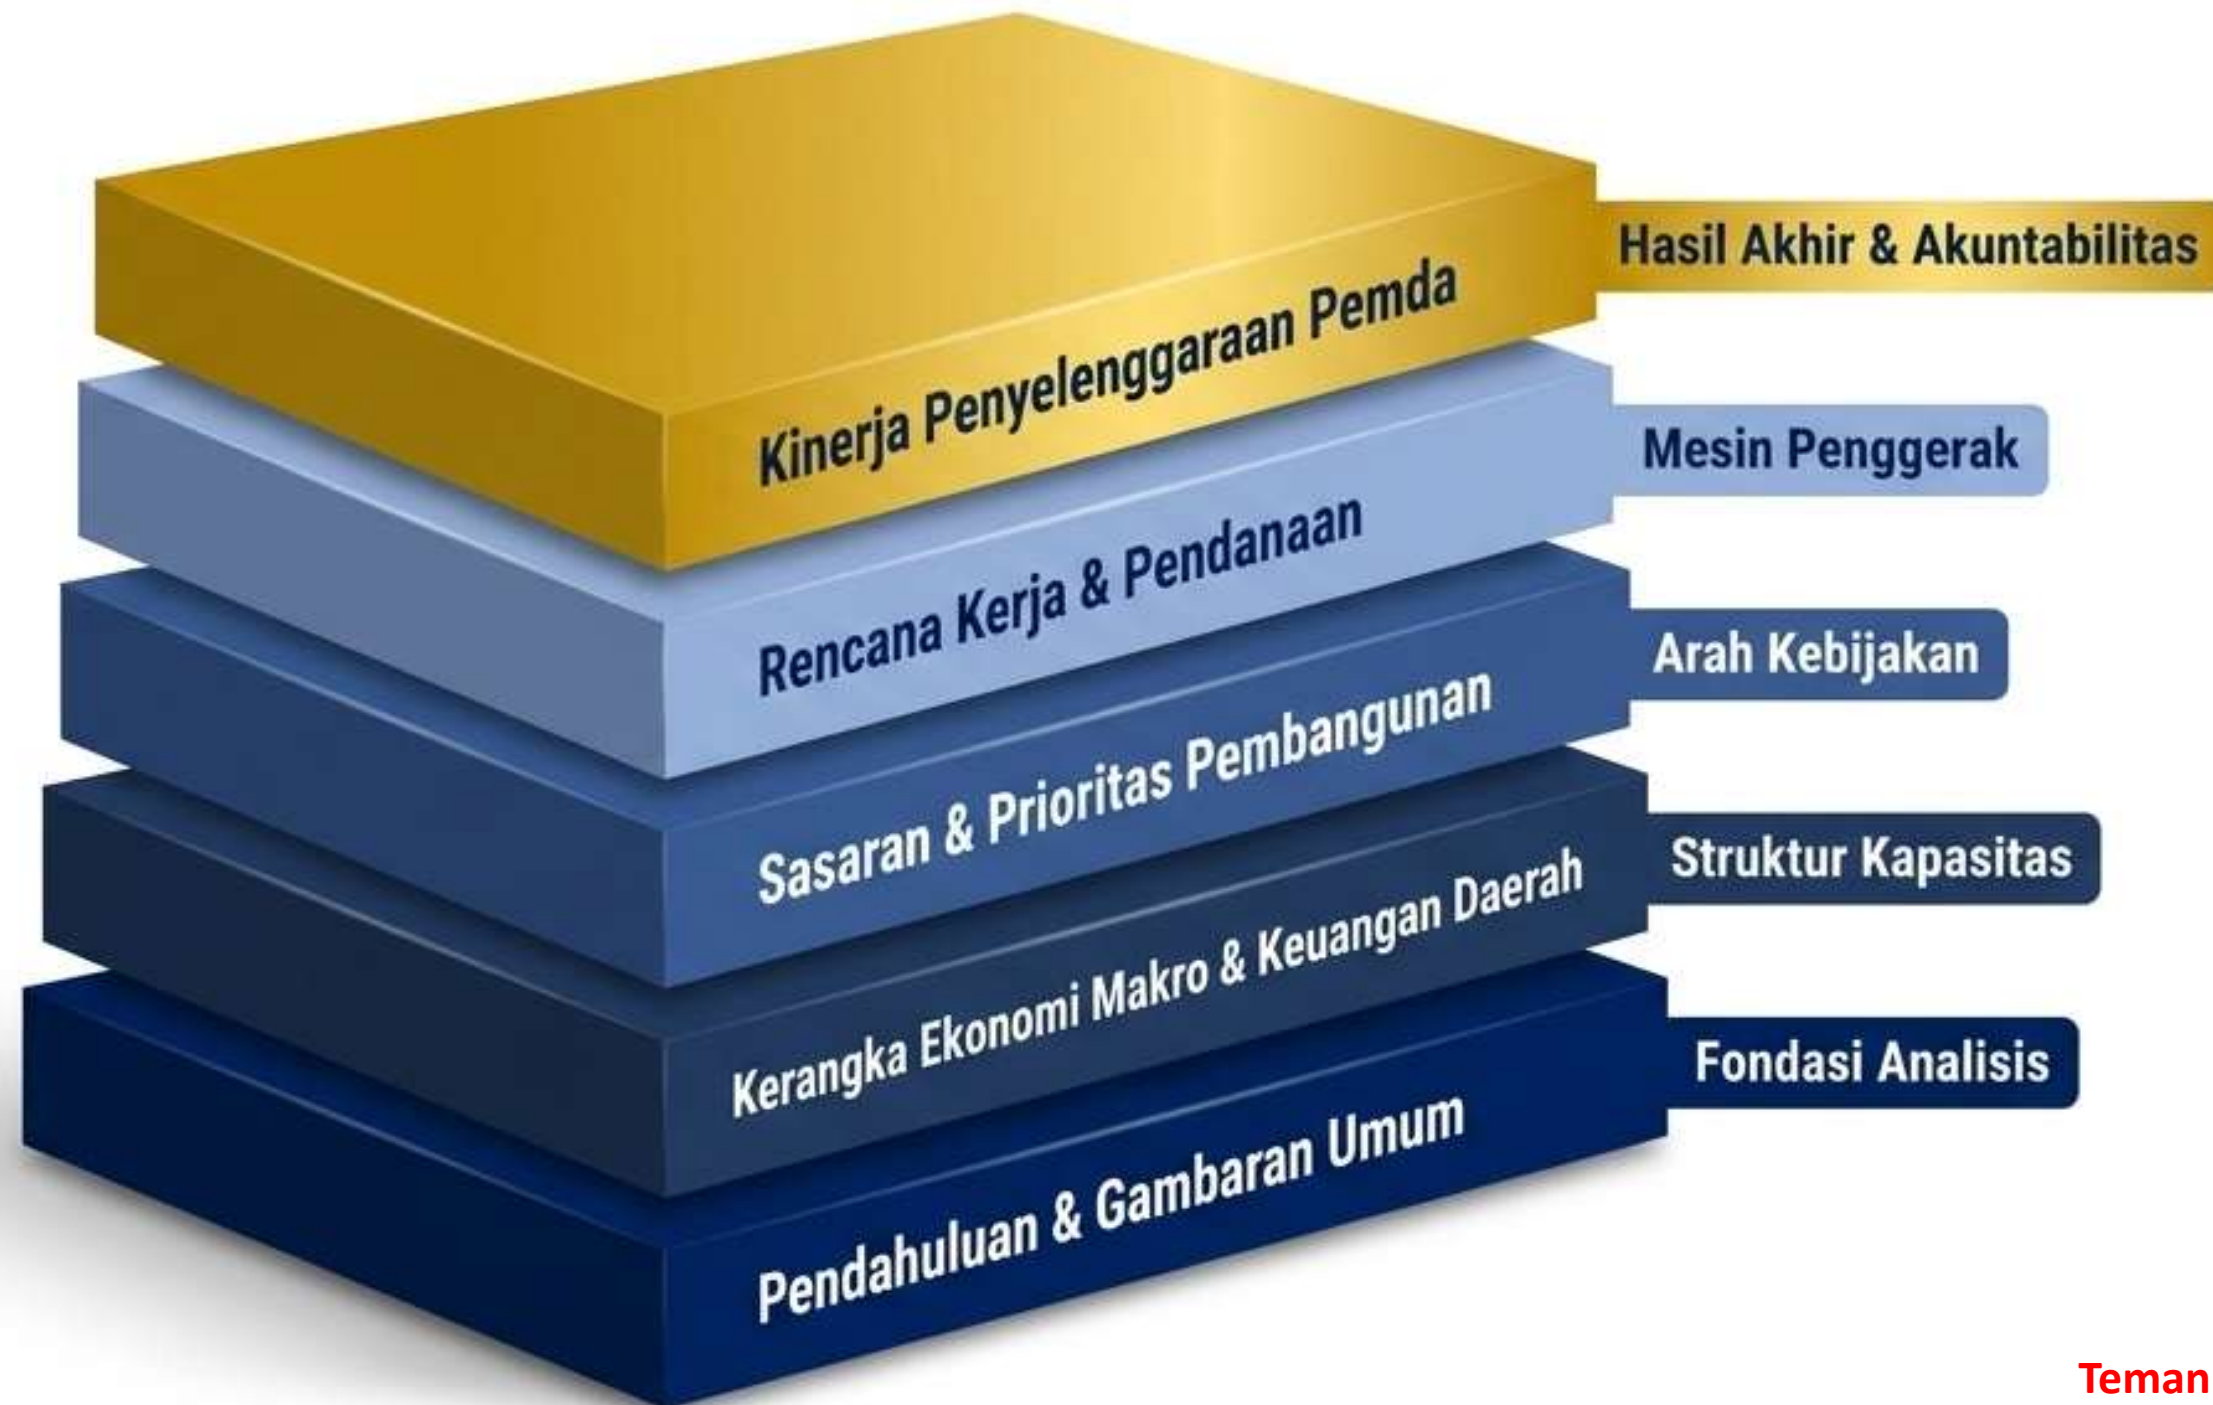 Hasil Akhir & Akuntabilitas
Kinerja Penyelenggaraan Pemda
Mesin Penggerak
Rencana Kerja & Pendanaan
Arah Kebijakan
Sasaran & Prioritas Pembangunan
Struktur Kapasitas
Kerangka Ekonomi Makro & Keuangan Daerah
Fondasi Analisis
Pendahuluan & Gambaran Umum
Teman